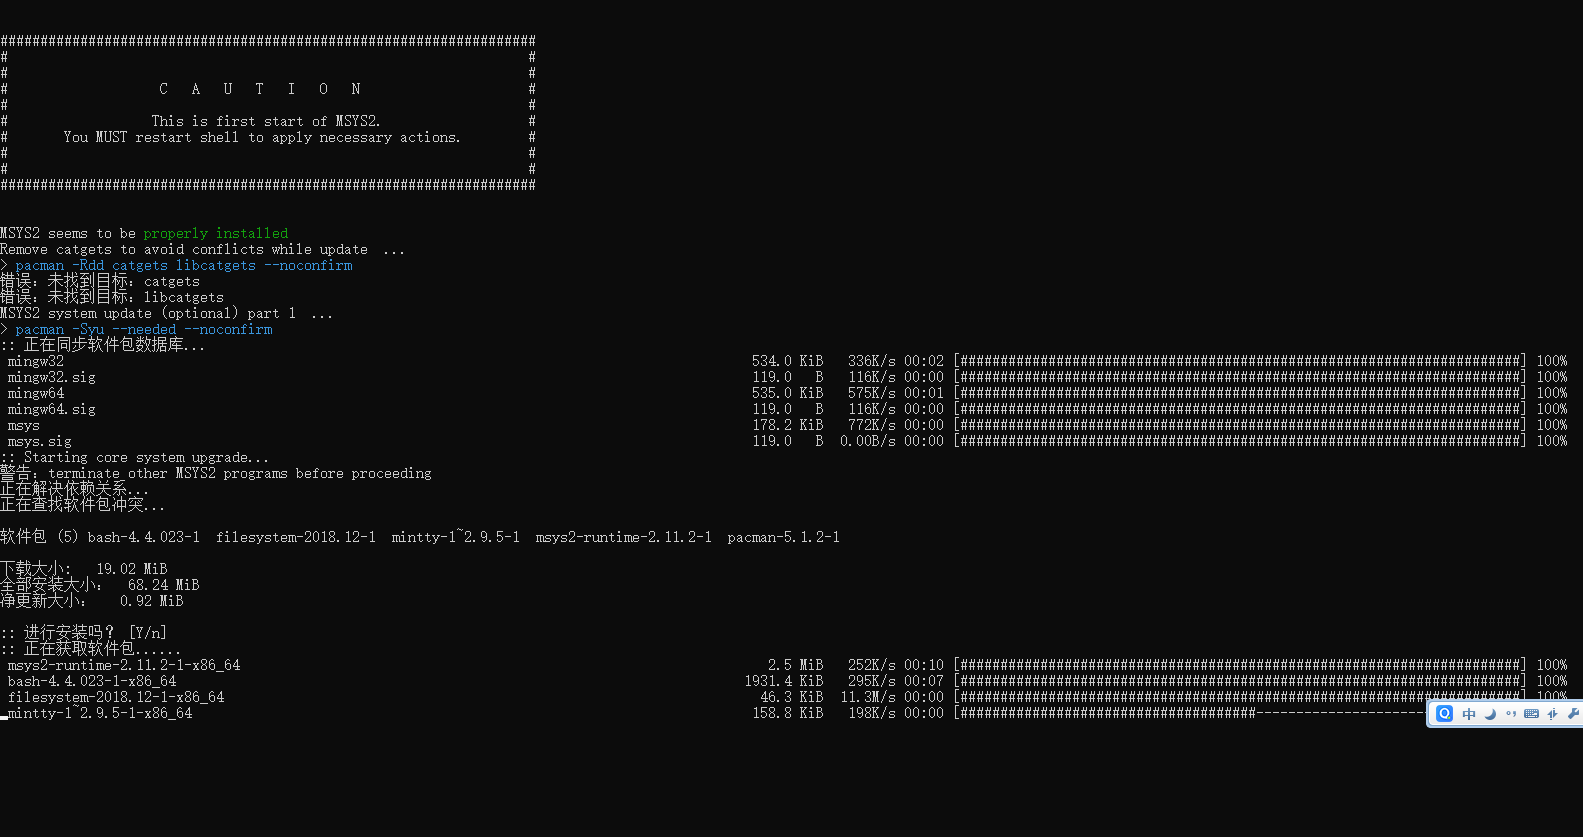 ###################################################################
#                                                                 #
#                                                                 #
#                   C   A   U   T   I   O   N                     #
#                                                                 #
#                  This is first start of MSYS2.                  #
#       You MUST restart shell to apply necessary actions.        #
#                                                                 #
#                                                                 #
###################################################################
MSYS2 seems to be properly installed
Remove catgets to avoid conflicts while update  ...
> pacman -Rdd catgets libcatgets --noconfirm
错误：未找到目标：catgets
错误：未找到目标：libcatgets
MSYS2 system update (optional) part 1  ...
> pacman -Syu --needed --noconfirm
:: 正在同步软件包数据库...
mingw32 534.0 KiB 336K/s 00:02 [######################################################################] 100%
mingw32.sig 119.0 B 116K/s 00:00 [######################################################################] 100%
mingw64 535.0 KiB 575K/s 00:01 [######################################################################] 100%
mingw64.sig 119.0 B 116K/s 00:00 [######################################################################] 100%
msys 178.2 KiB 772K/s 00:00 [######################################################################] 100%
msys.sig 119.0 B 0.00B/s 00:00 [######################################################################] 100%
:: Starting core system upgrade...
警告：terminate other MSYS2 programs before proceeding
正在解决依赖关系...
正在查找软件包冲突...
软件包 (5) bash-4.4.023-1  filesystem-2018.12-1  mintty-1~2.9.5-1  msys2-runtime-2.11.2-1  pacman-5.1.2-1
下载大小:   19.02 MiB
全部安装大小：  68.24 MiB
净更新大小：   0.92 MiB
:: 进行安装吗？ [Y/n]
:: 正在获取软件包......
msys2-runtime-2.11.2-1-x86_64 2.5 MiB 252K/s 00:10 [######################################################################] 100%
bash-4.4.023-1-x86_64 1931.4 KiB 295K/s 00:07 [######################################################################] 100%
filesystem-2018.12-1-x86_64 46.3 KiB 11.3M/s 00:00 [######################################################################] 100%
mintty-1~2.9.5-1-x86_64 158.8 KiB 198K/s 00:00 [#####################################---------------------
中